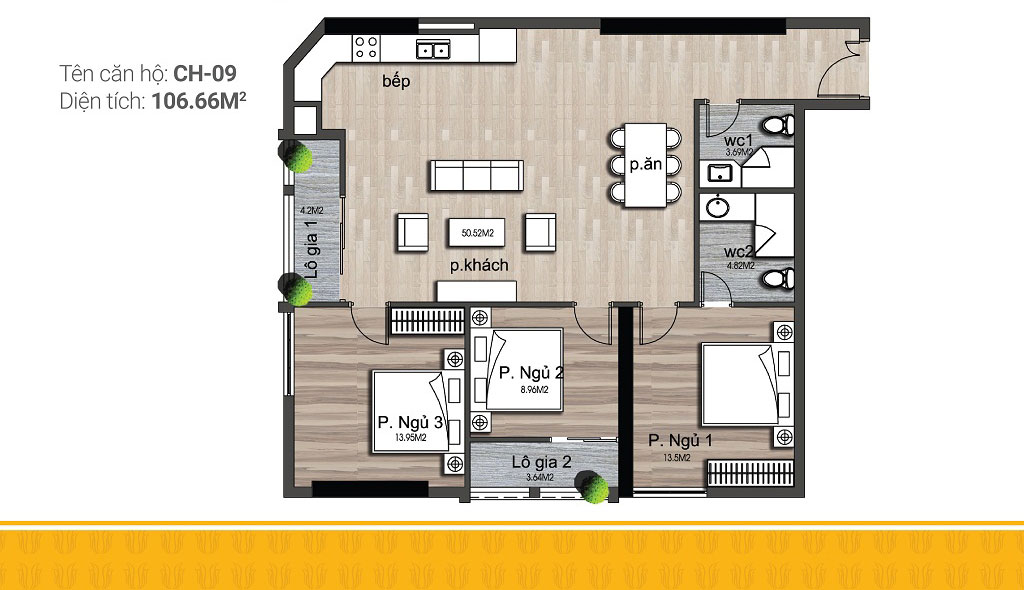 Tên căn hộ: CH-09
Diện tích: 106.66M²
bếp
wc1
3.69M2
p.ăn
4.2M2
Lô gia 1
50.52M2
p.khách
wc2
4.82M2
P. Ngủ 2
8.96M2
P. Ngủ 3
13.95M2
P. Ngủ 1
13.5M2
Lô gia 2
3.64M2